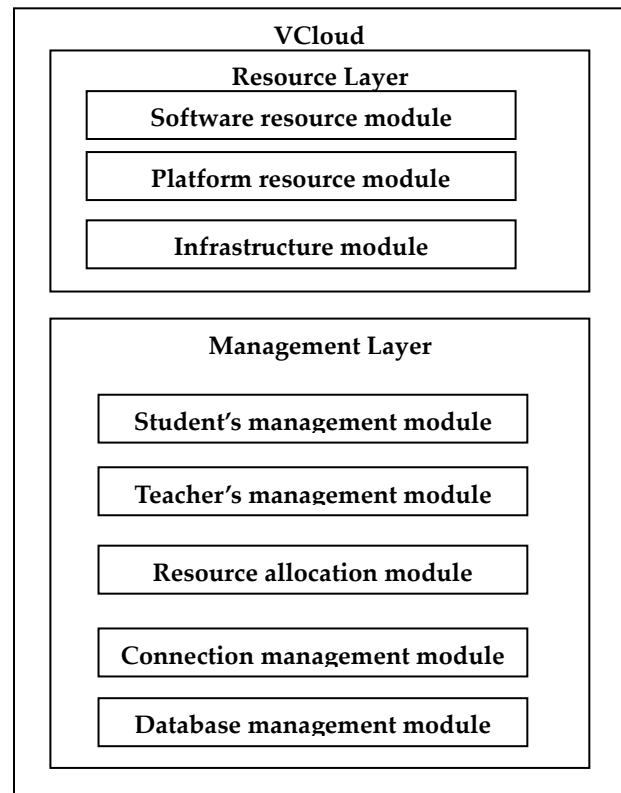 VCloud
Resource Layer
Software resource module
Platform resource module
Infrastructure module
Management Layer
Student’s management module
Teacher’s management module
Resource allocation module
Connection management module
Database management module